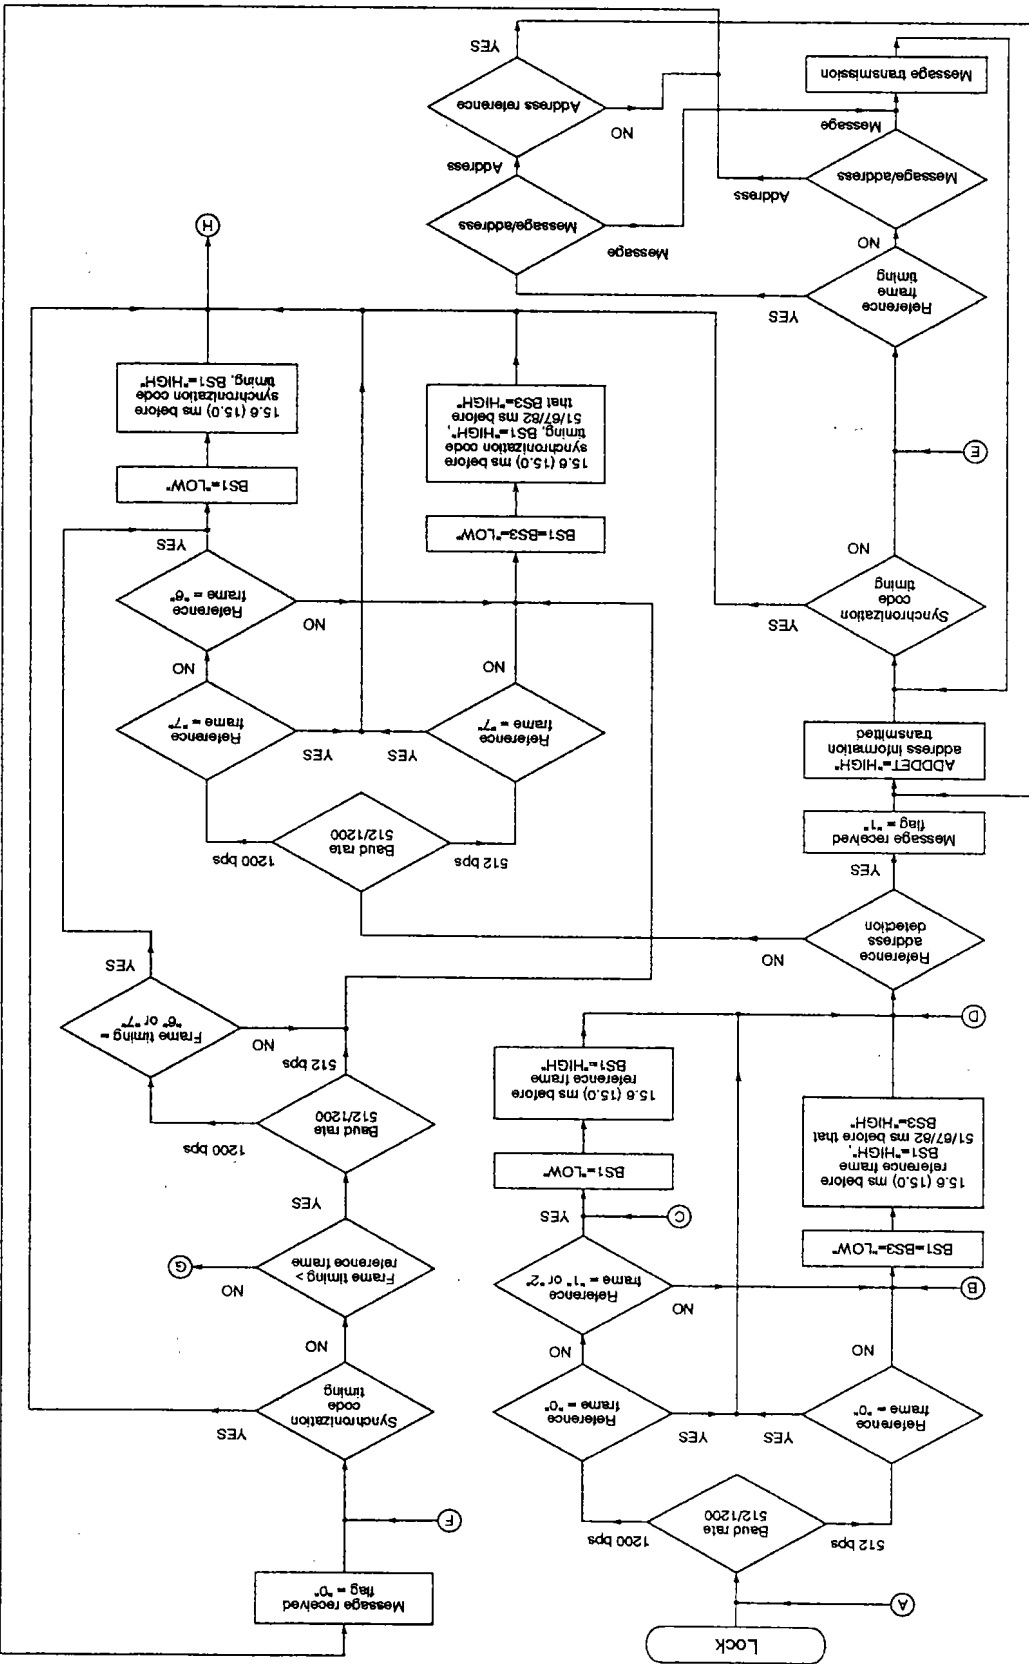 Lock
A
Baud rate
512/1200
512 bps
1200 bps
Reference
frame = "0"
YES
YES
Reference
frame = "0"
NO
NO
B
NO
Reference
frame = "1" or "2"
BS1=BS3="LOW"
C
YES
BS1="LOW"
15.6 (15.0) ms before
reference frame
BS1="HIGH",
51/67/82 ms before that
BS3="HIGH"
15.6 (15.0) ms before
reference frame
BS1="HIGH"
D
Reference
address
detection
NO
YES
Message received
flag = "1"
ADDDET="HIGH"
address information
transmitted
Synchronization
code
timing
YES
NO
E
Reference
frame
timing
YES
NO
Message/address
Address
Message
Message transmission
Message
Message/address
Address
Address reference
NO
YES
Message received
flag = "0"
F
Synchronization
code
timing
YES
NO
Frame timing >
reference frame
NO
G
YES
Baud rate
512/1200
1200 bps
512 bps
Frame timing =
"6" or "7"
NO
YES
Baud rate
512/1200
512 bps
1200 bps
Reference
frame = "7"
YES
YES
Reference
frame = "7"
NO
NO
NO
Reference
frame = "6"
YES
BS1=BS3="LOW"
BS1="LOW"
15.6 (15.0) ms before
synchronization code
timing, BS1="HIGH",
51/67/82 ms before
that BS3="HIGH"
15.6 (15.0) ms before
synchronization code
timing, BS1="HIGH"
H